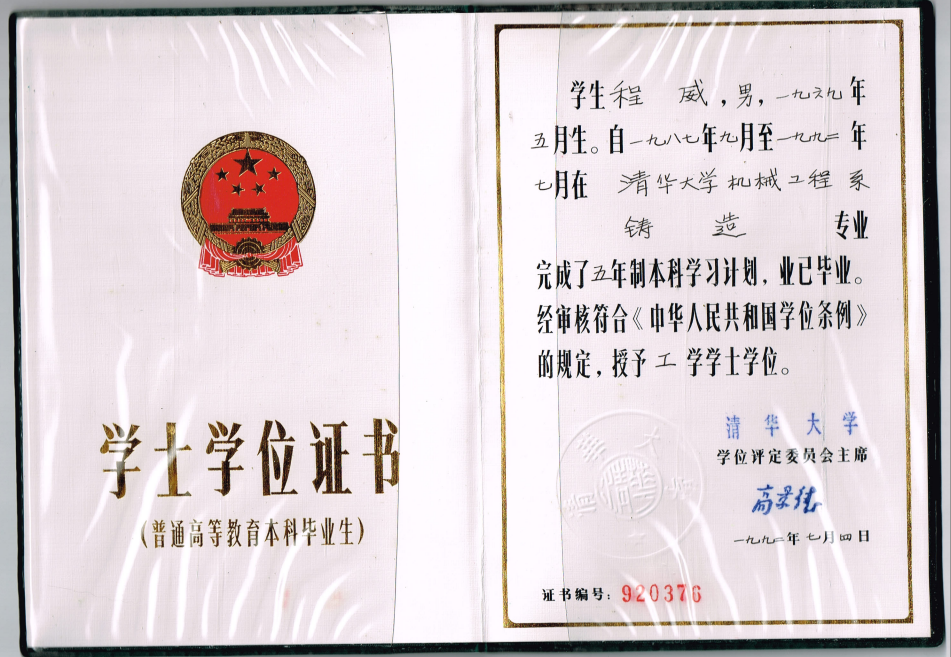 学士学位证书
(普通高等教育本科毕业生)
学生程 威,男,一九六九年
五月生。自一九八七年九月至一九九二年
七月在 清华大学机械工程系
铸造 专业
完成了五年制本科学习计划,业已毕业。
经审核符合《中华人民共和国学位条例》
的规定,授予 工 学学士学位。
清华大学
学位评定委员会主席
一九九二年七月四日
证书编号:920376